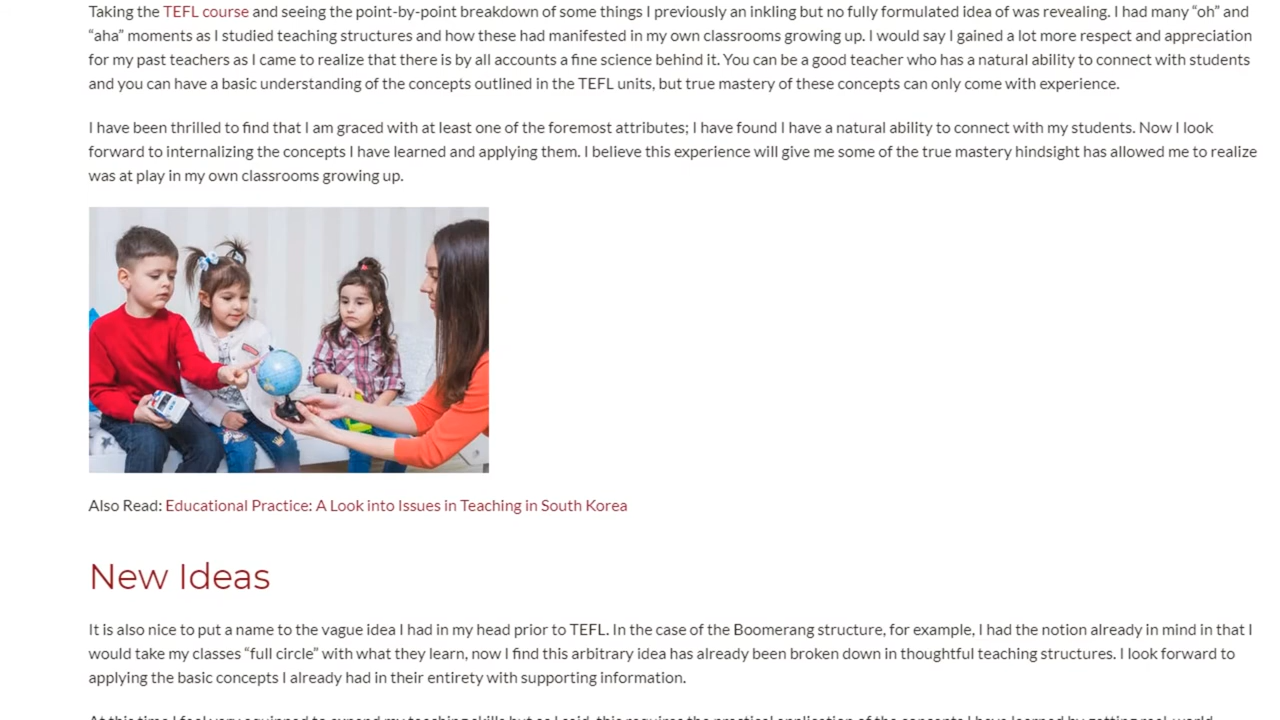 Taking the TEFL course and seeing the point-by-point breakdown of some things I previously an inkling but no fully formulated idea of was revealing. I had many “oh” and
“aha” moments as I studied teaching structures and how these had manifested in my own classrooms growing up. I would say I gained a lot more respect and appreciation
for my past teachers as I came to realize that there is by all accounts a fine science behind it. You can be a good teacher who has a natural ability to connect with students
and you can have a basic understanding of the concepts outlined in the TEFL units, but true mastery of these concepts can only come with experience.
I have been thrilled to find that I am graced with at least one of the foremost attributes; I have found I have a natural ability to connect with my students. Now I look
forward to internalizing the concepts I have learned and applying them. I believe this experience will give me some of the true mastery hindsight has allowed me to realize
was at play in my own classrooms growing up.
Also Read: Educational Practice: A Look into Issues in Teaching in South Korea
New Ideas
It is also nice to put a name to the vague idea I had in my head prior to TEFL. In the case of the Boomerang structure, for example, I had the notion already in mind in that I
would take my classes “full circle” with what they learn, now I find this arbitrary idea has already been broken down in thoughtful teaching structures. I look forward to
applying the basic concepts I already had in their entirety with supporting information.